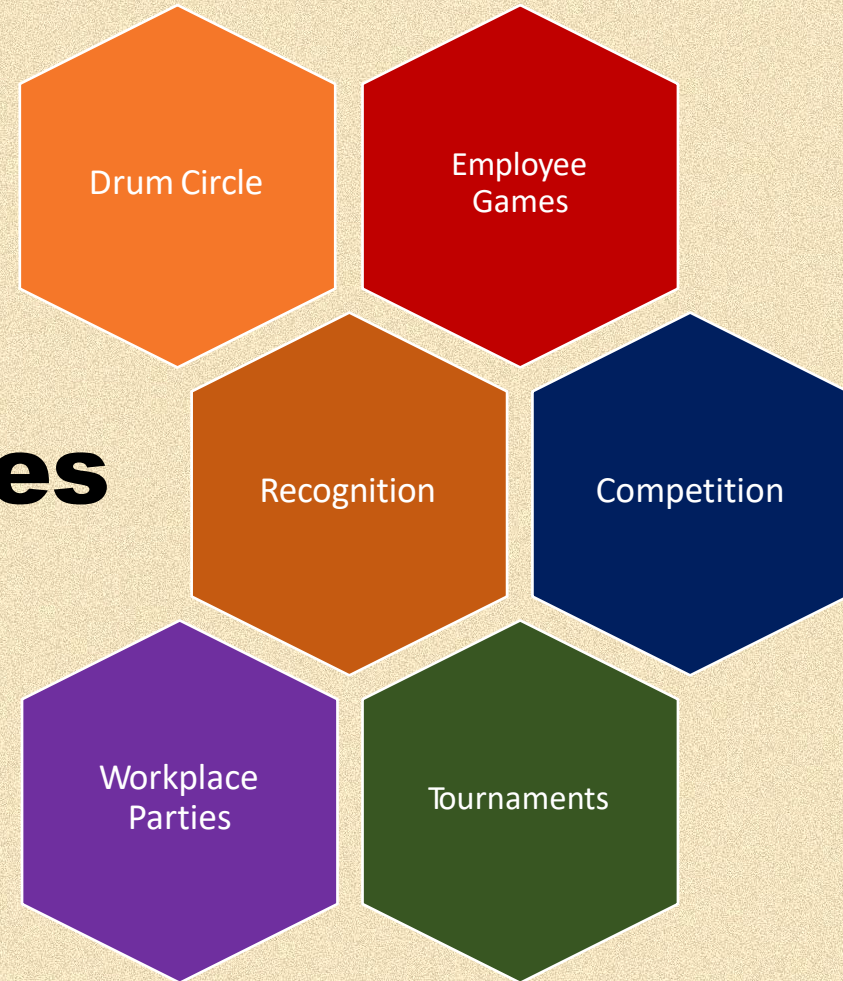 Drum Circle
Employee
Games
es
Recognition
Competition
Workplace
Parties
Tournaments